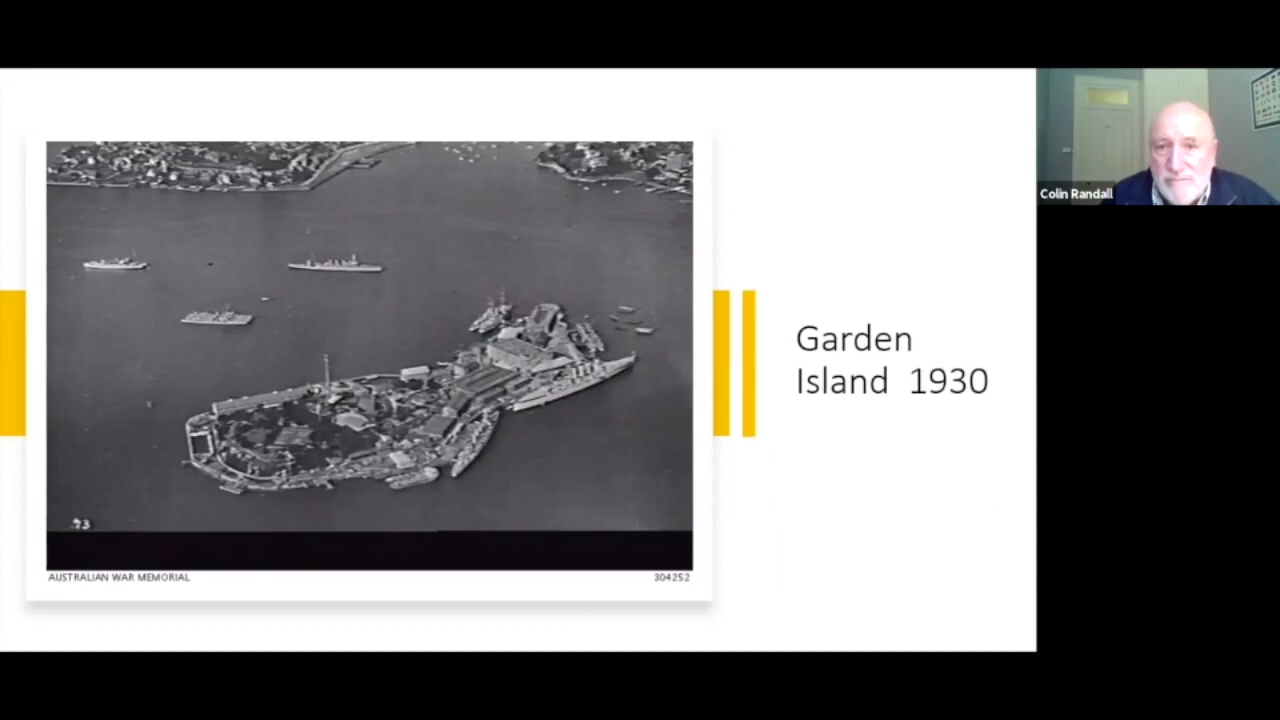 Colin Randall
Garden
Island 1930
73
AUSTRALIAN WAR MEMORIAL
304252